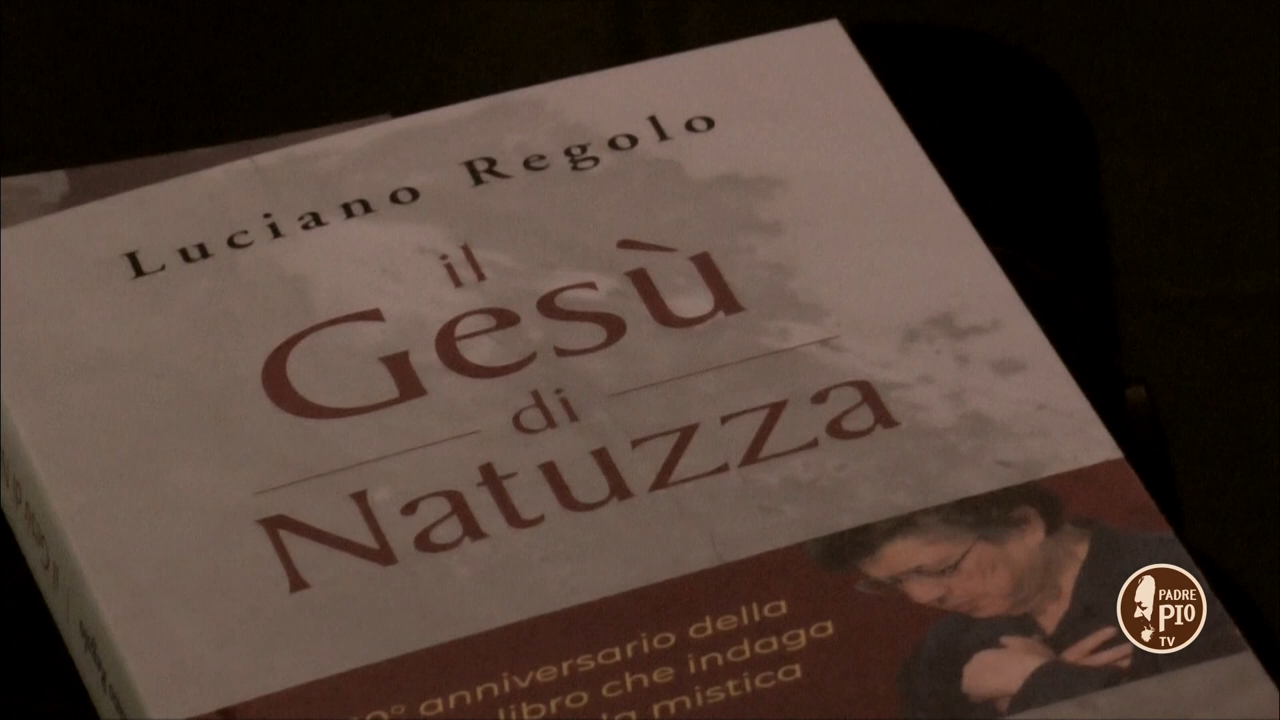 Luciano Regolo
il
Gesù
di
Natuzza
anniversario della
libro che indaga
mistica
PADRE
PIO
TV